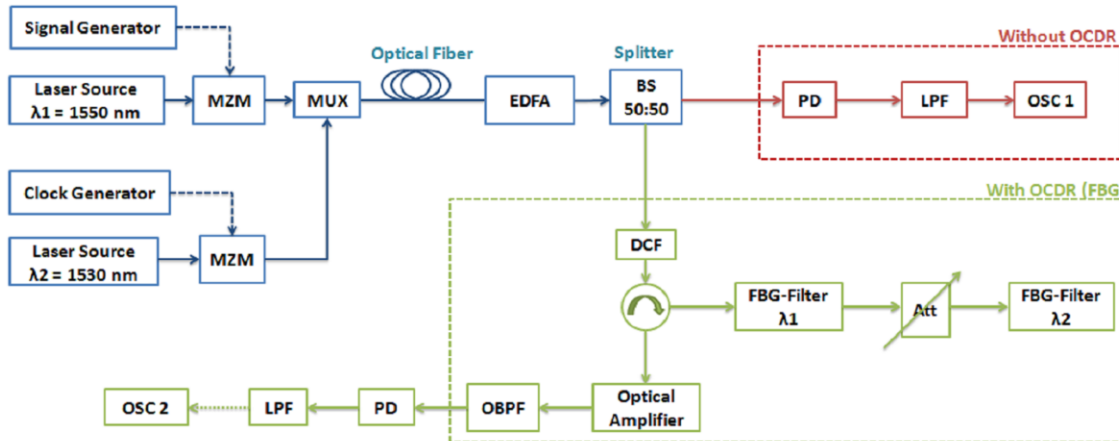 Signal Generator
Laser Source
λ1 = 1550 nm
MZM
MUX
Optical Fiber
EDFA
Splitter
BS
50:50
Without OCDR
PD
LPF
OSC 1
Clock Generator
Laser Source
λ2 = 1530 nm
MZM
With OCDR (FBG
DCF
FBG-Filter
λ1
Att
FBG-Filter
λ2
OSC 2
LPF
PD
OBPF
Optical
Amplifier